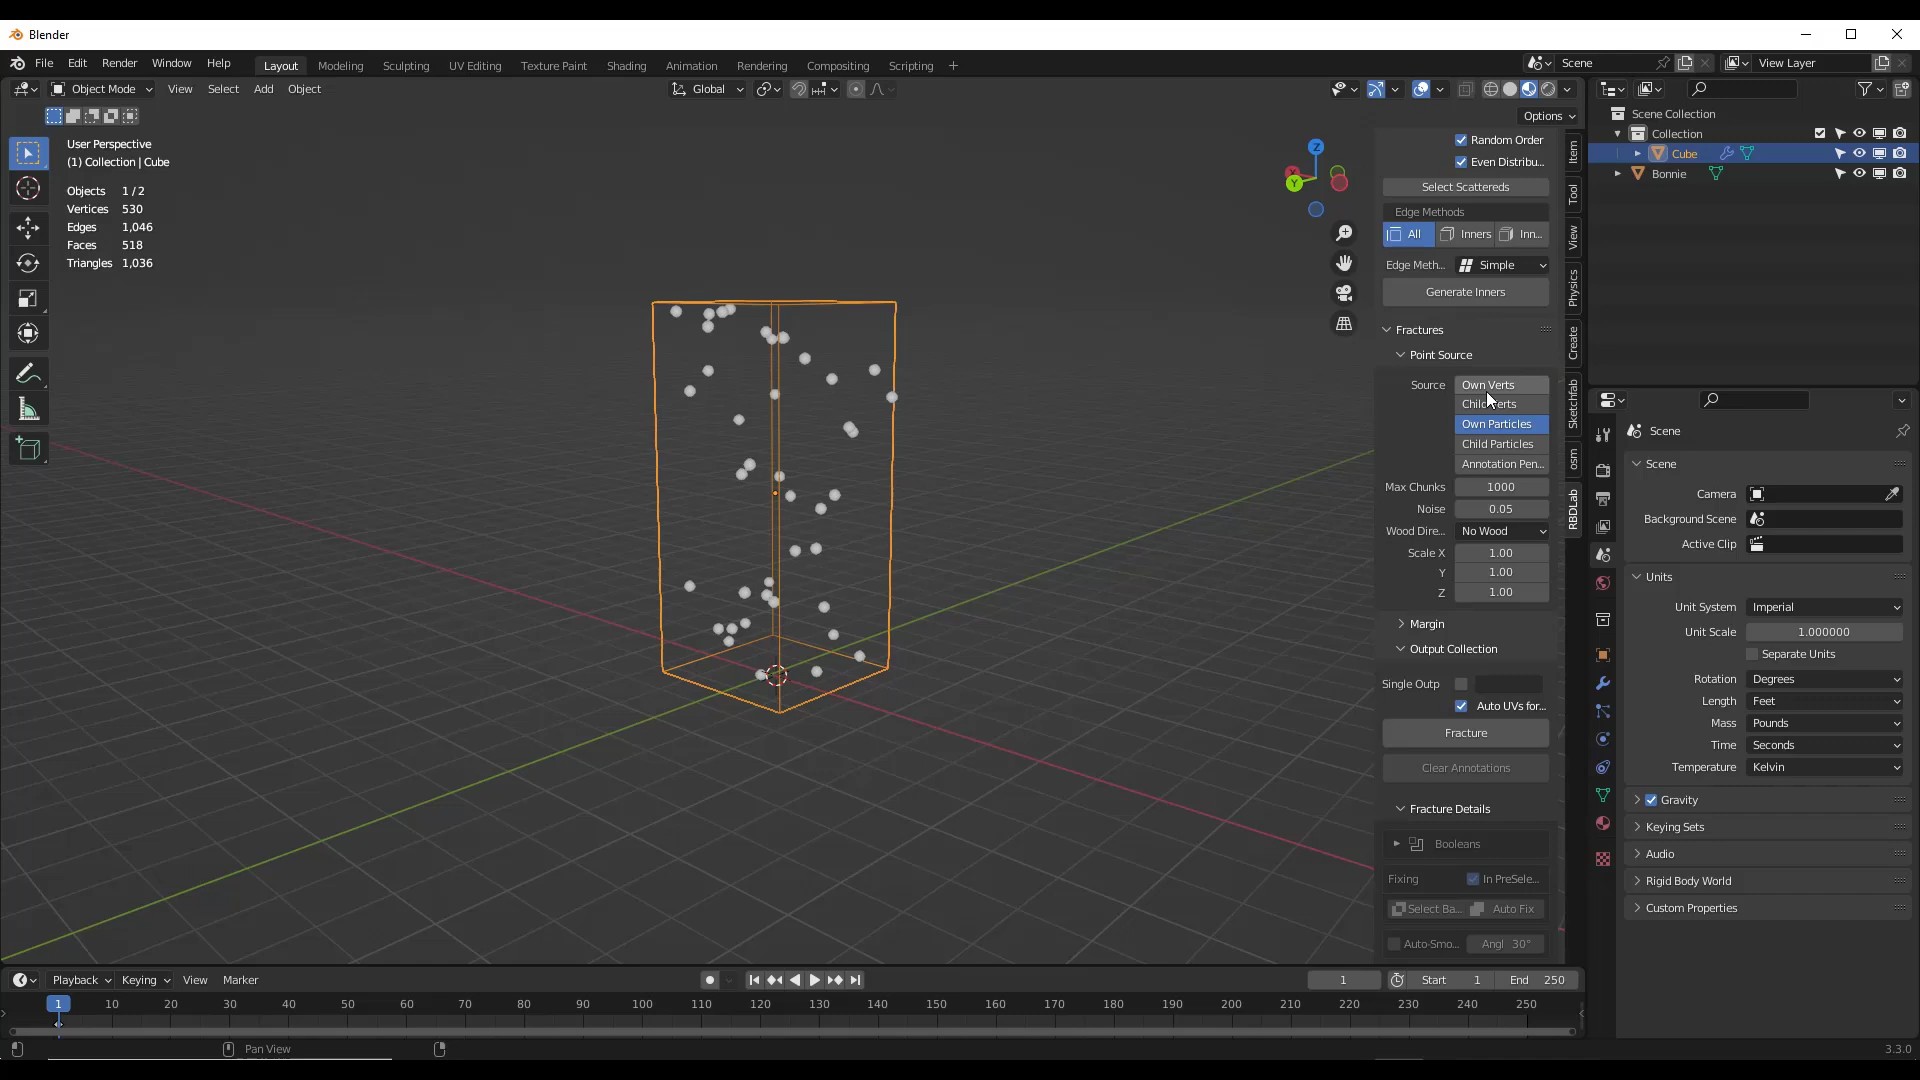 Blender
File Edit Render Window Help Layout Modeling Sculpting UV Editing Texture Paint Shading Animation Rendering Compositing Scripting + Scene View Layer
Object Mode View Select Add Object Global
Options
User Perspective
(1) Collection | Cube
Objects 1 / 2
Vertices 530
Edges 1,046
Faces 518
Triangles 1,036
Z
X
Y
Random Order
Even Distribu...
Select Scattereds
Edge Methods
All Inners Inn...
Edge Meth... Simple
Generate Inners
Fractures
Point Source
Source Own Verts
Child Verts
Own Particles
Child Particles
Annotation Pen...
Max Chunks 1000
Noise 0.05
Wood Dire... No Wood
Scale X 1.00
Y 1.00
Z 1.00
Margin
Output Collection
Single Outp
Auto UVs for...
Fracture
Clear Annotations
Fracture Details
Booleans
Fixing In PreSele...
Select Ba... Auto Fix
Auto-Smo... Angl 30°
Item
Tool
View
Physics
Create
Sketchfab
osm
RBDLab
Scene Collection
Collection
Cube
Bonnie
Scene
Scene
Camera
Background Scene
Active Clip
Units
Unit System Imperial
Unit Scale 1.000000
Separate Units
Rotation Degrees
Length Feet
Mass Pounds
Time Seconds
Temperature Kelvin
Gravity
Keying Sets
Audio
Rigid Body World
Custom Properties
Playback Keying View Marker 1 Start 1 End 250
1 10 20 30 40 50 60 70 80 90 100 110 120 130 140 150 160 170 180 190 200 210 220 230 240 250
Pan View 3.3.0